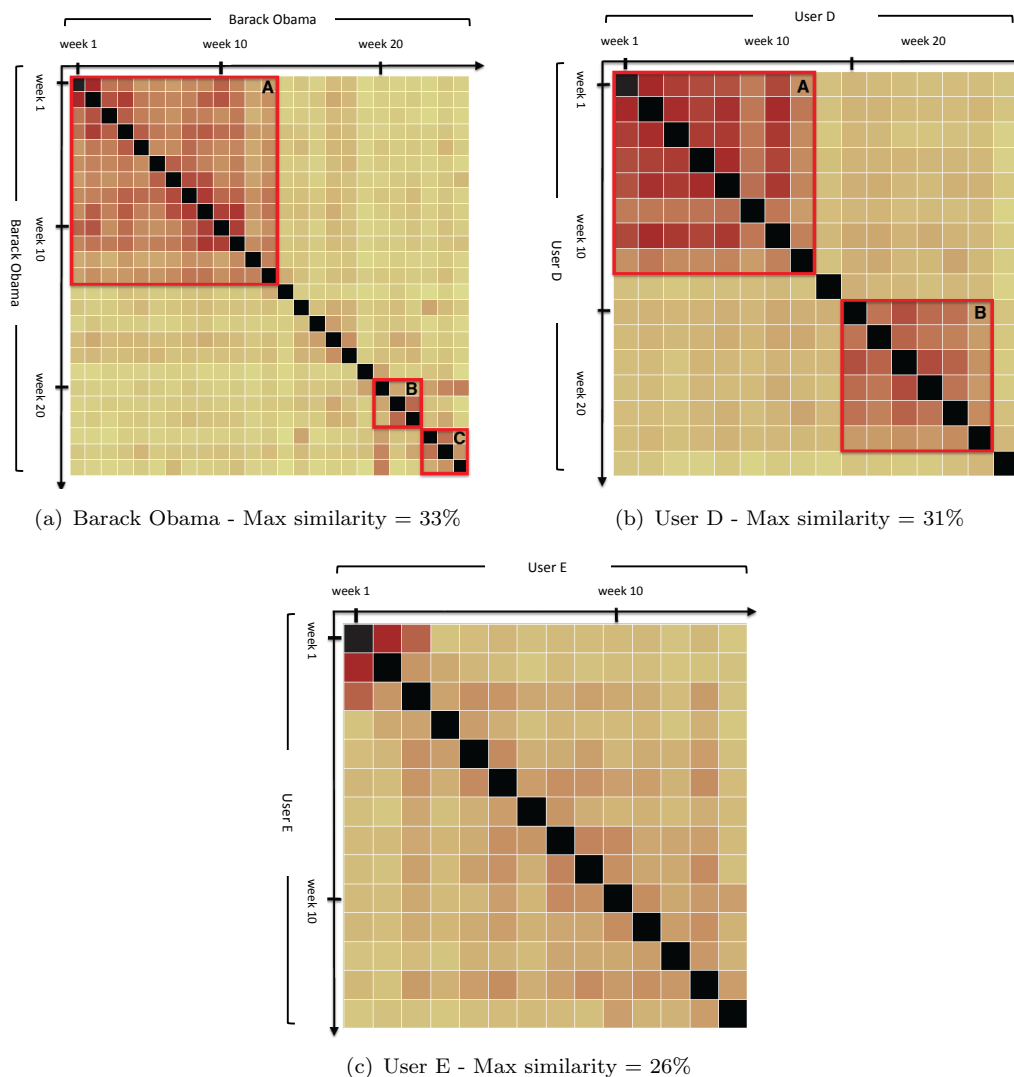 Barack Obama
week 1
week 10
week 20
Barack Obama
week 1
week 10
week 20
A
B
C
(a) Barack Obama - Max similarity = 33%
User D
week 1
week 10
week 20
User D
week 1
week 10
week 20
A
B
(b) User D - Max similarity = 31%
User E
week 1
week 10
User E
week 1
week 10
(c) User E - Max similarity = 26%